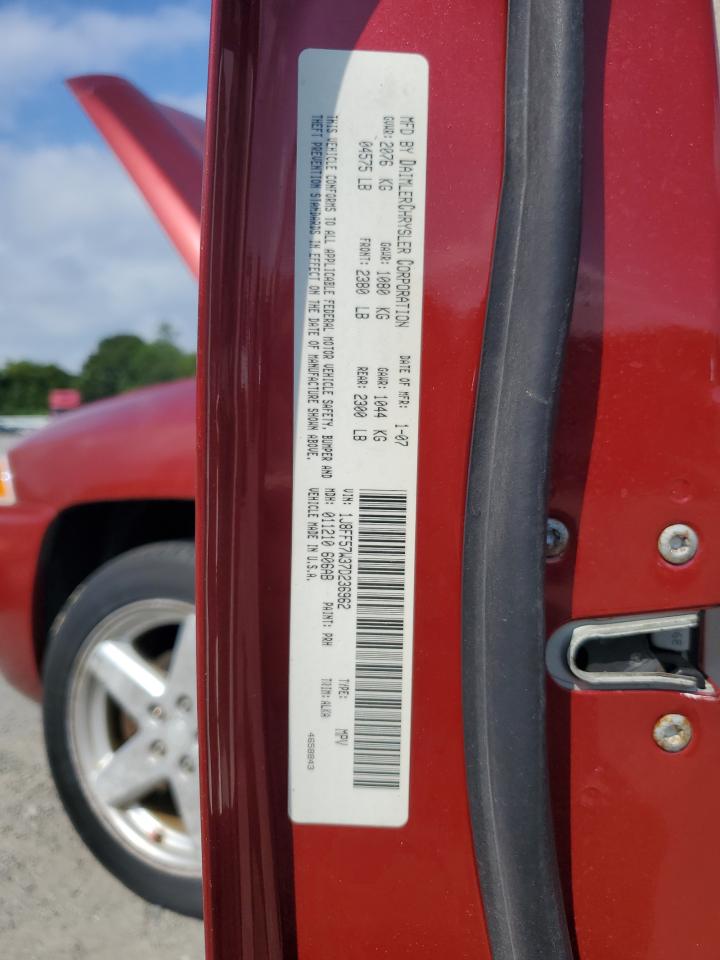 MFD BY DAIMLERCHRYSLER CORPORATION DATE OF MFR: 1-07
GVWR: 2076 KG GAWR: 1080 KG GAWR: 1044 KG
04575 LB FRONT: 2380 LB REAR: 2300 LB
THIS VEHICLE CONFORMS TO ALL APPLICABLE FEDERAL MOTOR VEHICLE SAFETY, BUMPER AND
THEFT PREVENTION STANDARDS IN EFFECT ON THE DATE OF MANUFACTURE SHOWN ABOVE.
VIN: 1J8FF57W37D236962 TYPE: MPV
MDH: 011210 606AB PAINT: PRH TRIM: ALKA
VEHICLE MADE IN U.S.A. 4658843